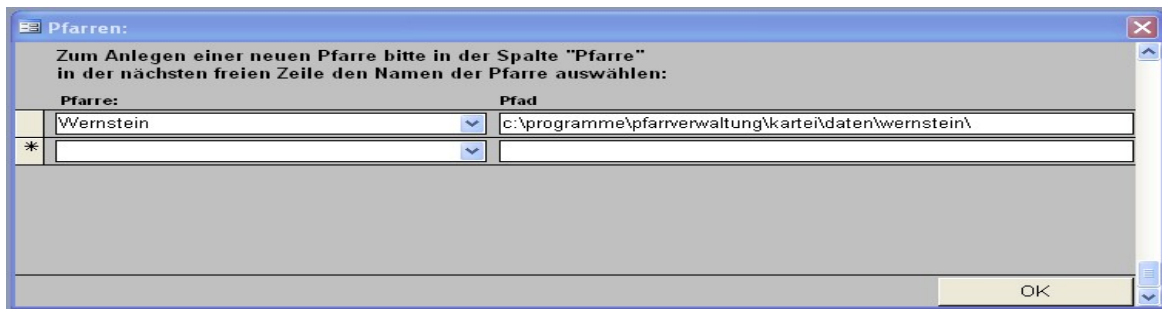 Pfarren:
Zum Anlegen einer neuen Pfarre bitte in der Spalte "Pfarre"
in der nächsten freien Zeile den Namen der Pfarre auswählen:
Pfarre: Pfad
Wernstein c:\programme\pfarrverwaltung\kartei\daten\wernstein\
*
OK